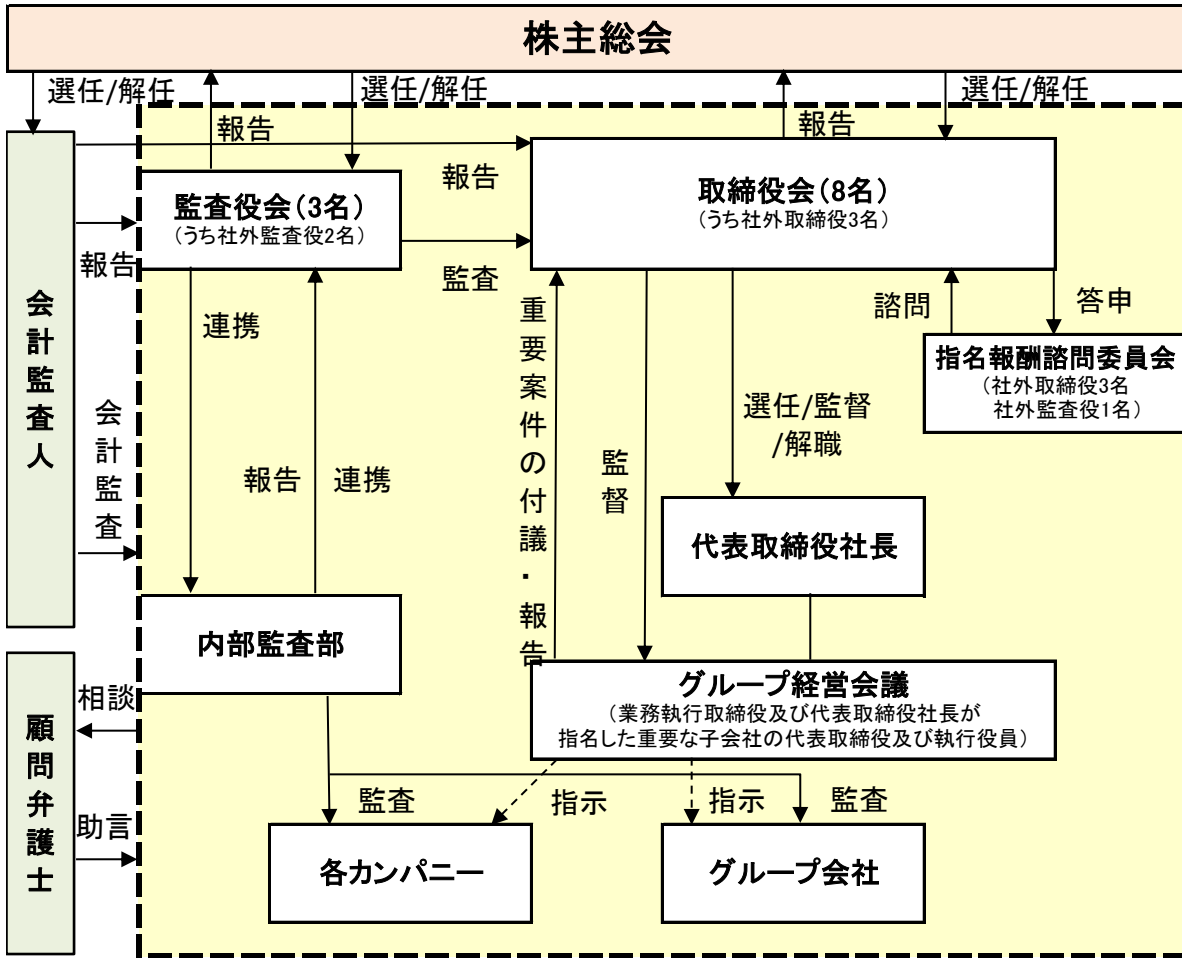 株主総会
選任/解任
選任/解任
選任/解任
報告
報告
報告
監査役会(3名)
(うち社外監査役2名)
取締役会(8名)
(うち社外取締役3名)
報告
監査
会計監査人
連携
重要案件の付議・報告
諮問
答申
指名報酬諮問委員会
(社外取締役3名
社外監査役1名)
会計監査
報告
連携
監督
選任/監督
/解職
代表取締役社長
内部監査部
グループ経営会議
(業務執行取締役及び代表取締役社長が
指名した重要な子会社の代表取締役及び執行役員)
相談
顧問弁護士
助言
監査
指示
指示
監査
各カンパニー
グループ会社